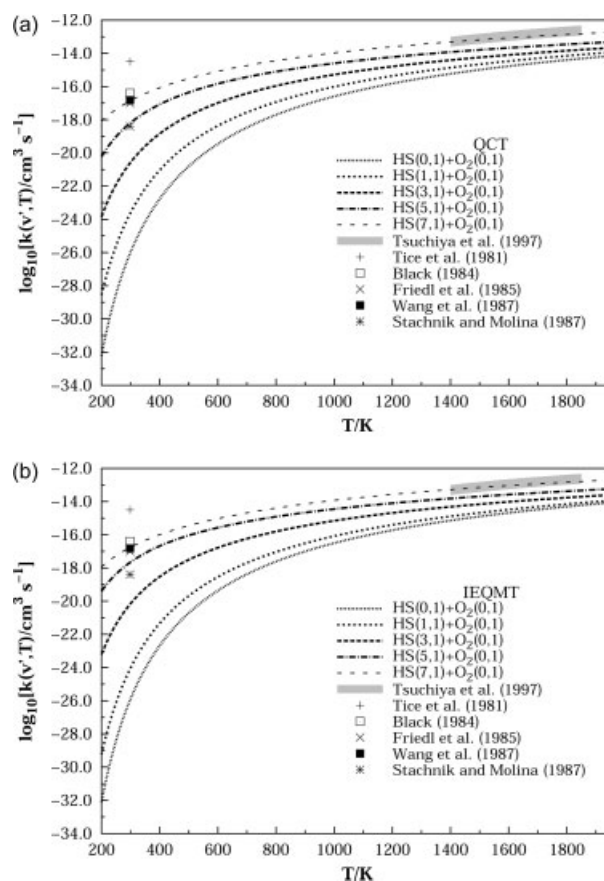 (a)
-12.0
-14.0
-16.0
-18.0
-20.0
-22.0
-24.0
-26.0
-28.0
-30.0
-32.0
-34.0
log₁₀[k(v',T)/cm³ s⁻¹]
QCT
HS(0,1)+O₂(0,1)
HS(1,1)+O₂(0,1)
HS(3,1)+O₂(0,1)
HS(5,1)+O₂(0,1)
HS(7,1)+O₂(0,1)
Tsuchiya et al. (1997)
Tice et al. (1981)
Black (1984)
Friedl et al. (1985)
Wang et al. (1987)
Stachnik and Molina (1987)
200 400 600 800 1000 1200 1400 1600 1800
T/K
(b)
-12.0
-14.0
-16.0
-18.0
-20.0
-22.0
-24.0
-26.0
-28.0
-30.0
-32.0
-34.0
log₁₀[k(v',T)/cm³ s⁻¹]
IEQMT
HS(0,1)+O₂(0,1)
HS(1,1)+O₂(0,1)
HS(3,1)+O₂(0,1)
HS(5,1)+O₂(0,1)
HS(7,1)+O₂(0,1)
Tsuchiya et al. (1997)
Tice et al. (1981)
Black (1984)
Friedl et al. (1985)
Wang et al. (1987)
Stachnik and Molina (1987)
200 400 600 800 1000 1200 1400 1600 1800
T/K